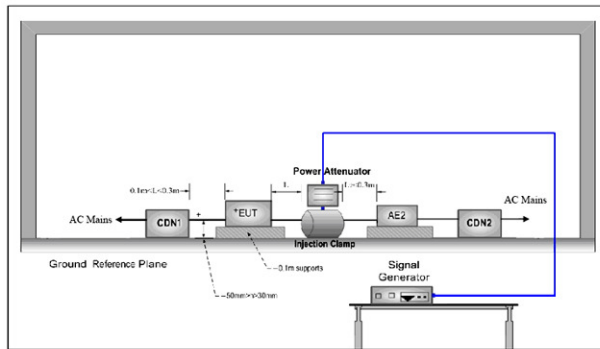 Power Attenuator
0.1m<L<0.3m
L
L<0.3m
AC Mains
CDN1
*EUT
AE2
CDN2
AC Mains
Injection Clamp
Ground Reference Plane
0.1m supports
Signal
Generator